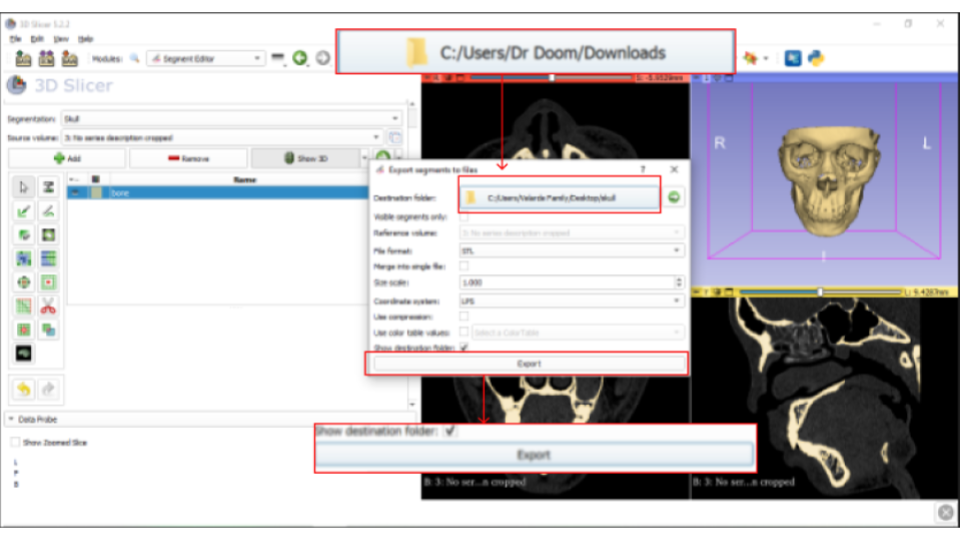 3D Slicer 5.2.2
File Edit View Help
Modules: Segment Editor
C:/Users/Dr Doom/Downloads
3D Slicer
Segmentation: Skull
Source volume: 3: No series description cropped
Add Remove Show 3D
Name
bone
Export segments to files ? ×
Destination folder: C:/Users/Velarde Family/Desktop/skull
Visible segments only:
Reference volume: 3: No series description cropped
File format: STL
Merge into single file:
Size scale: 1.000
Coordinate system: LPS
Use compression:
Use color table values: Select a ColorTable
Show destination folder:
Export
R L
I
Data Probe
Show Zoomed Slice
L
F
B
Show destination folder:
Export
B: 3: No ser...n cropped
B: 3: No ser...n cropped